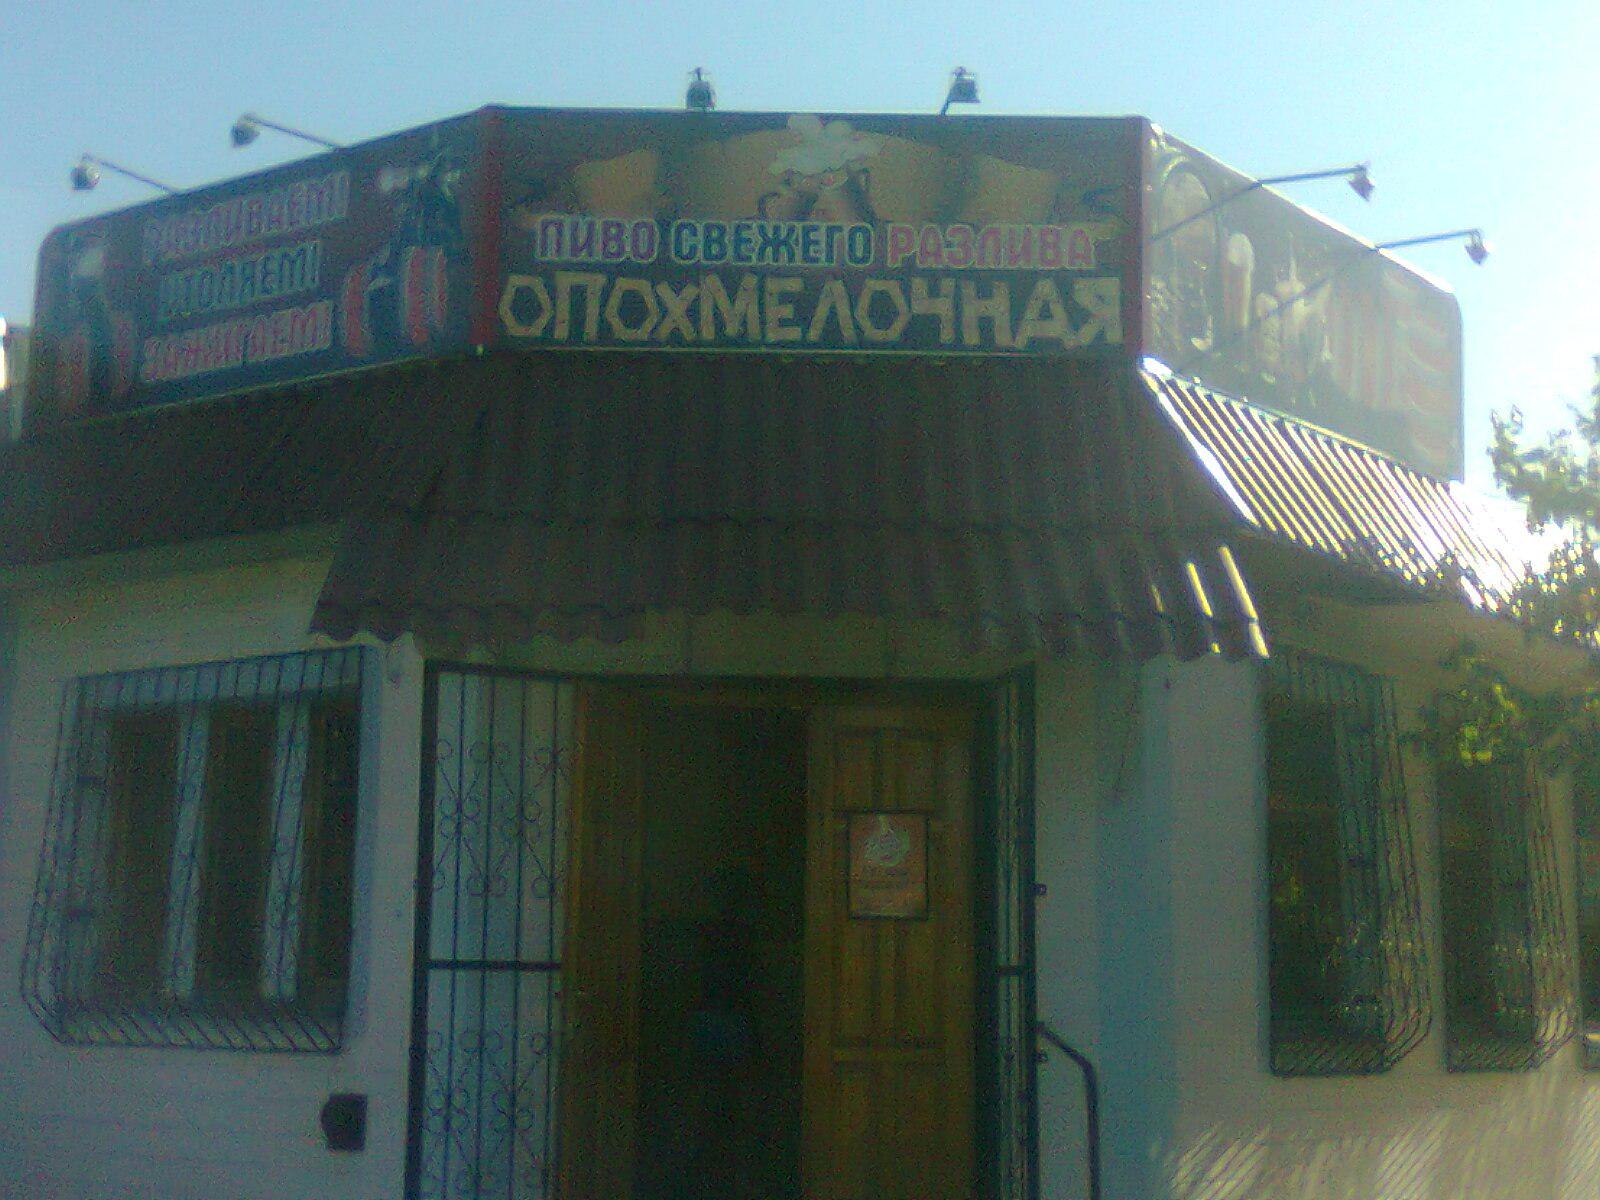 РАЗЛИВАЕМ!
УТОЛЯЕМ!
ЗАЖИГАЕМ!
ПИВО СВЕЖЕГО РАЗЛИВА
ОПОХМЕЛОЧНАЯ